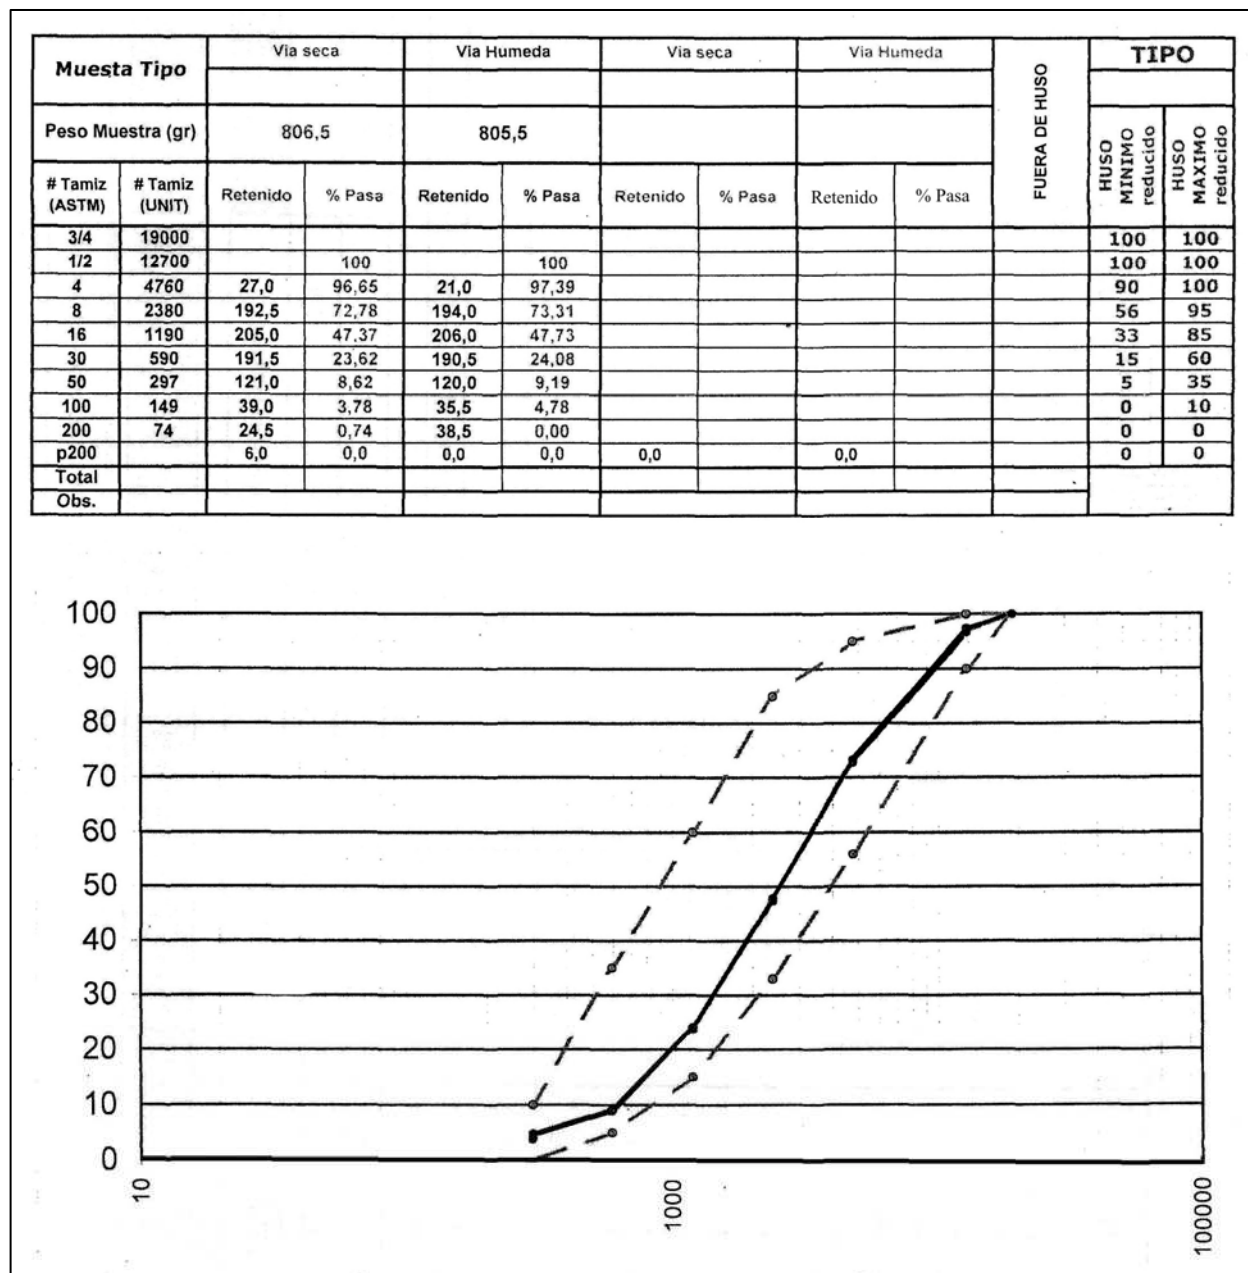 Muesta Tipo Via seca Via Humeda Via seca Via Humeda FUERA DE HUSO TIPO
Peso Muestra (gr) 806,5 805,5 HUSO MINIMO reducido HUSO MAXIMO reducido
# Tamiz (ASTM) # Tamiz (UNIT) Retenido % Pasa Retenido % Pasa Retenido % Pasa Retenido % Pasa
3/4 19000 100 100
1/2 12700 100 100 100 100
4 4760 27,0 96,65 21,0 97,39 90 100
8 2380 192,5 72,78 194,0 73,31 56 95
16 1190 205,0 47,37 206,0 47,73 33 85
30 590 191,5 23,62 190,5 24,08 15 60
50 297 121,0 8,62 120,0 9,19 5 35
100 149 39,0 3,78 35,5 4,78 0 10
200 74 24,5 0,74 38,5 0,00 0 0
p200 6,0 0,0 0,0 0,0 0,0 0,0 0 0
Total
Obs.
100
90
80
70
60
50
40
30
20
10
0
10 1000 100000